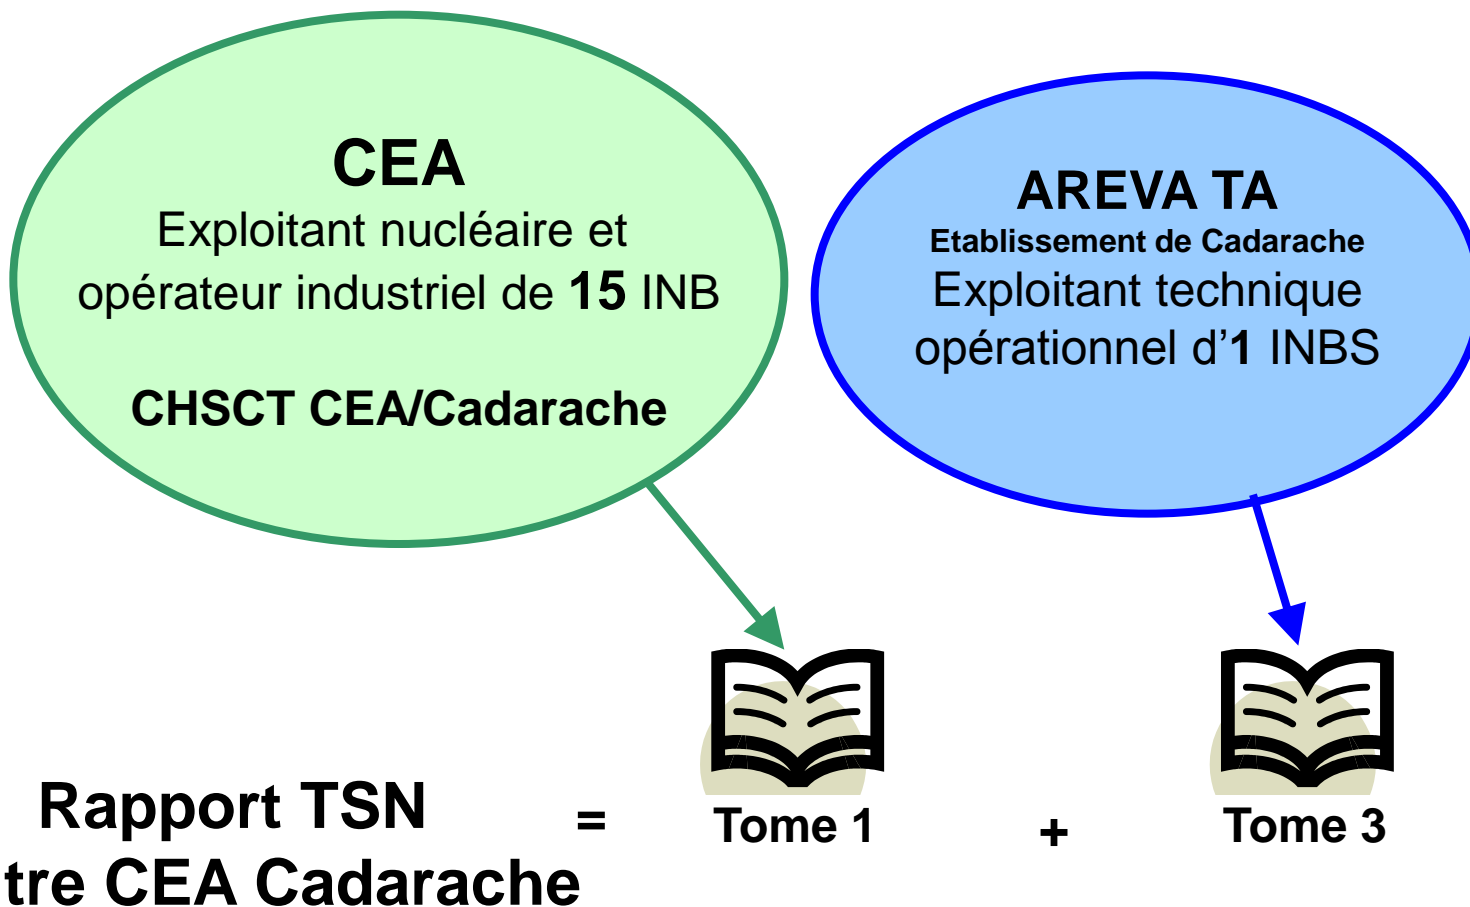 CEA
Exploitant nucléaire et
opérateur industriel de 15 INB
CHSCT CEA/Cadarache
AREVA TA
Etablissement de Cadarache
Exploitant technique
opérationnel d’1 INBS
Rapport TSN
tre CEA Cadarache
=
Tome 1
+
Tome 3